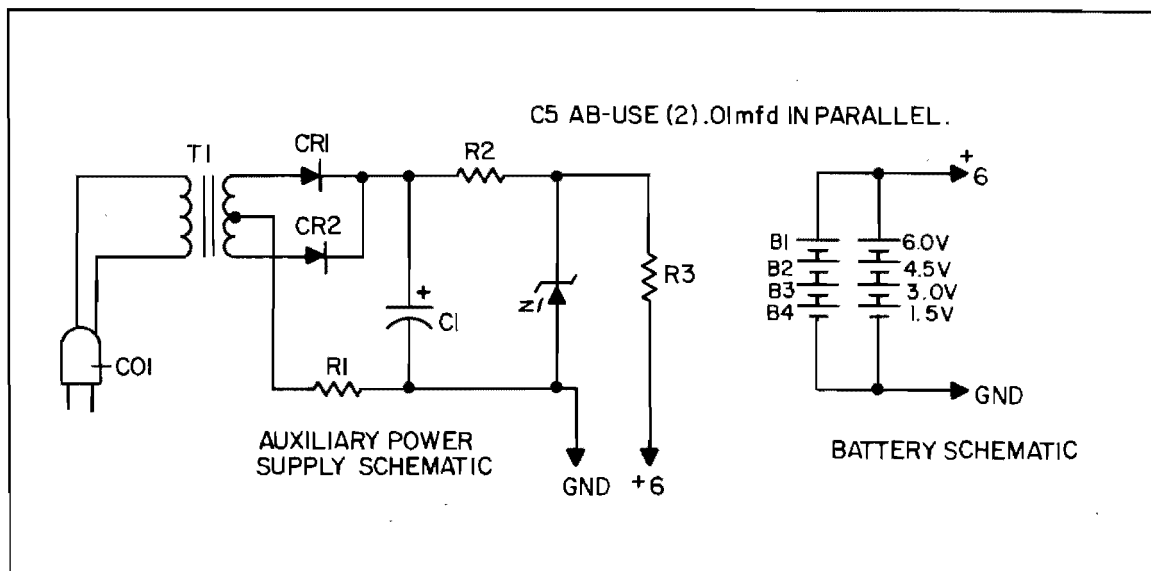 C5 AB-USE (2).01mfd IN PARALLEL.
T1
CR1
CR2
R2
R3
+
C1
Z1
R1
CO1
AUXILIARY POWER
SUPPLY SCHEMATIC
GND
+6
+
6
B1
B2
B3
B4
6.0V
4.5V
3.0V
1.5V
GND
BATTERY SCHEMATIC